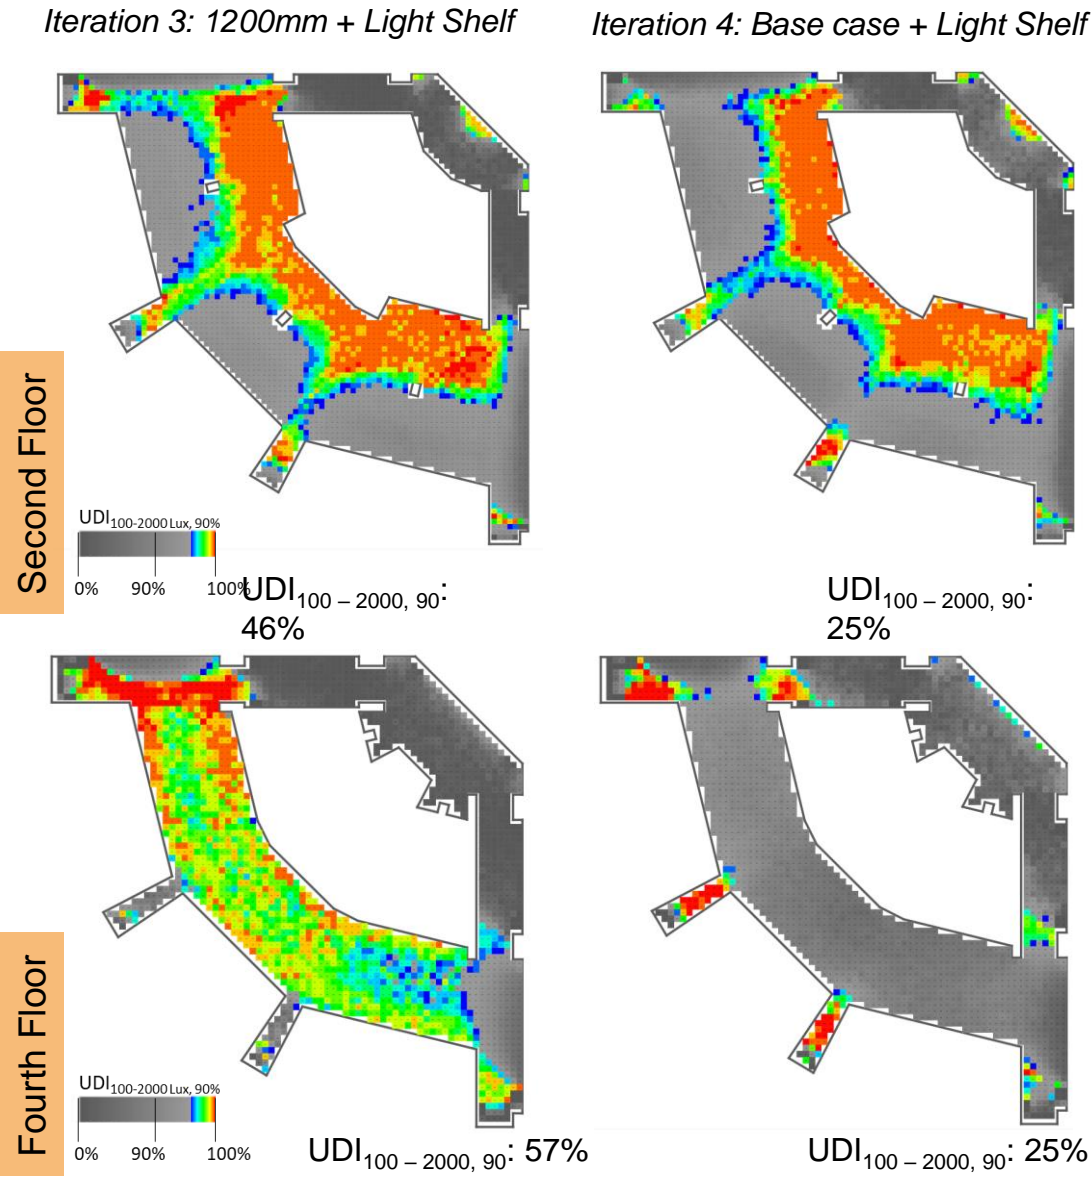 Iteration 3: 1200mm + Light Shelf
Iteration 4: Base case + Light Shelf
Second Floor
UDI100-2000 Lux, 90%
0% 90% 100%
UDI100 – 2000, 90:
46%
UDI100 – 2000, 90:
25%
Fourth Floor
UDI100-2000 Lux, 90%
0% 90% 100%
UDI100 – 2000, 90: 57%
UDI100 – 2000, 90: 25%